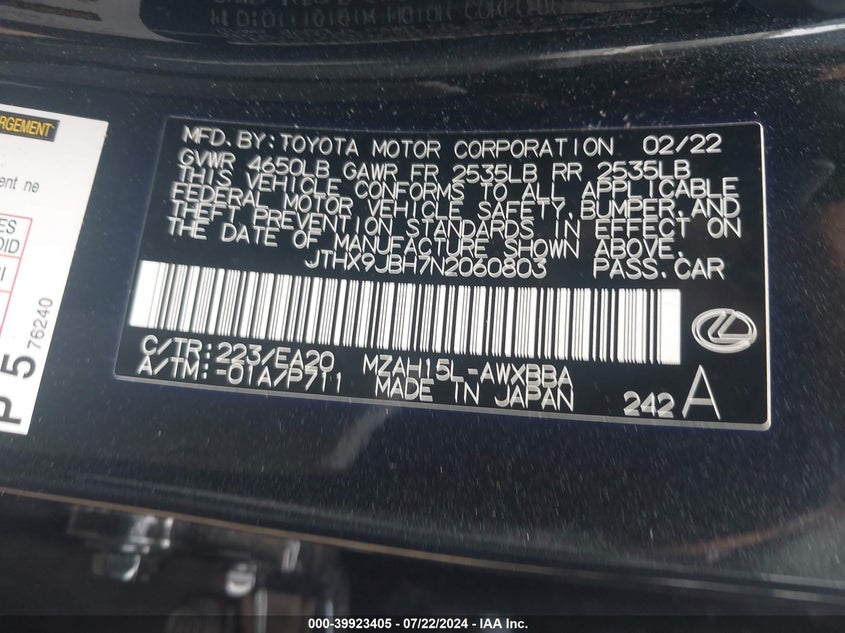 MFD.BY:TOYOTA MOTOR CORPORATION 02/22
GVWR 4650LB GAWR FR 2535LB RR 2535LB
THIS VEHICLE CONFORMS TO ALL APPLICABLE
FEDERAL MOTOR VEHICLE SAFETY,BUMPER,AND
THEFT PREVENTION STANDARDS IN EFFECT ON
THE DATE OF MANUFACTURE SHOWN ABOVE.
JTHX9JBH7N2060803 PASS.CAR
C/TR:223/EA20 MZAH15L-AWXBBA
A/TM:-01A/P711 MADE IN JAPAN
242 A
ent ne
P 5 76240
000-39923405 - 07/22/2024 - IAA Inc.